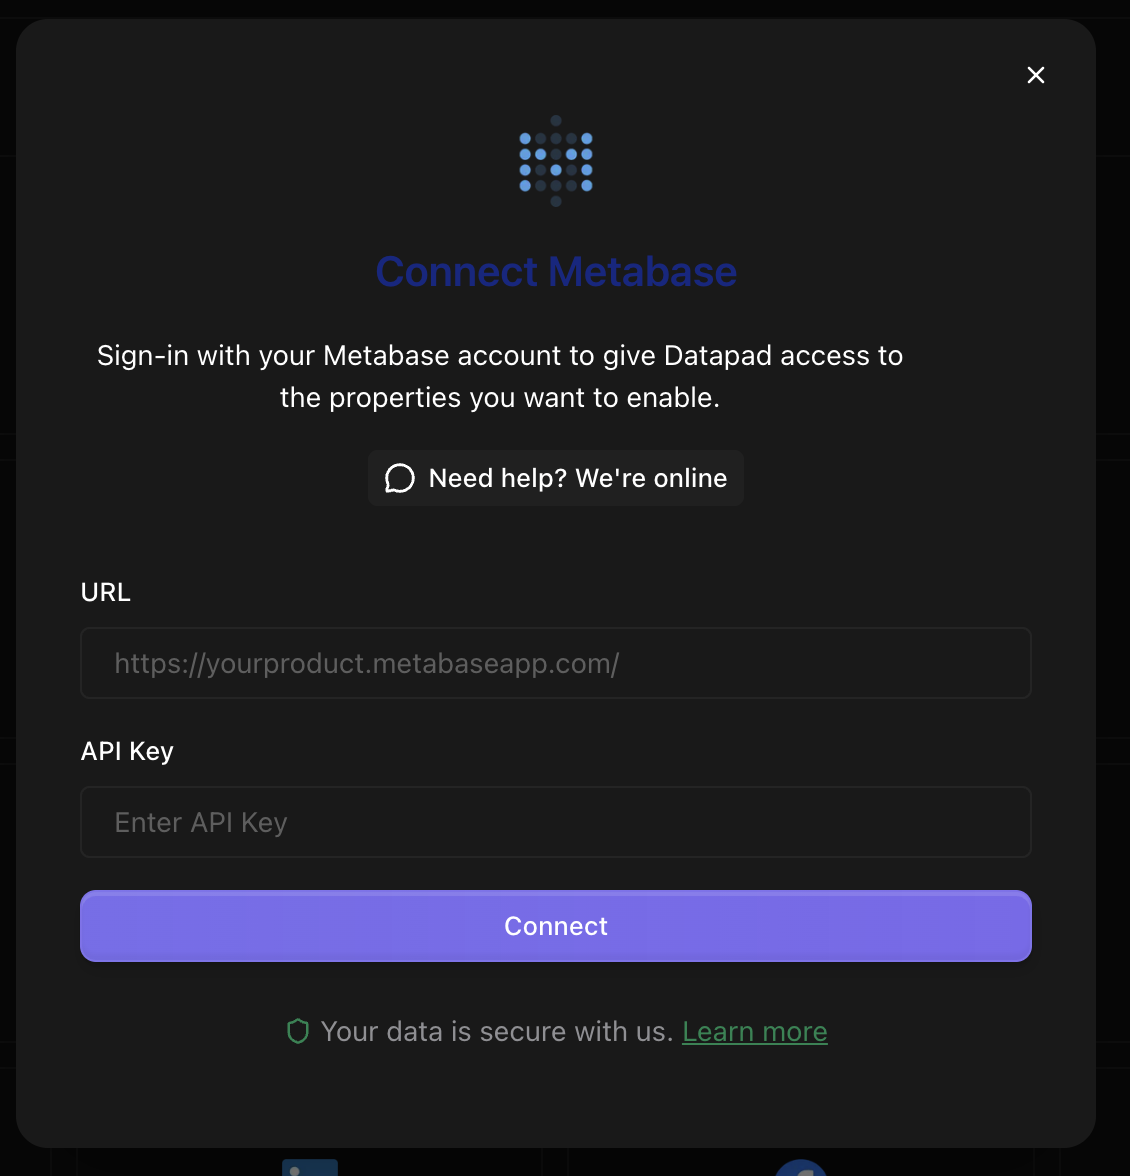 Connect Metabase
Sign-in with your Metabase account to give Datapad access to
the properties you want to enable.
Need help? We're online
URL
https://yourproduct.metabaseapp.com/
API Key
Enter API Key
Connect
Your data is secure with us. Learn more